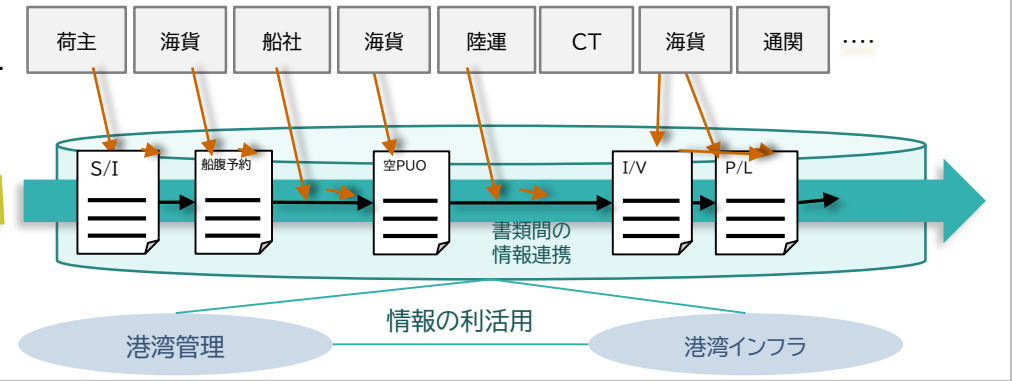 荷主
海貨
船社
海貨
陸運
CT
海貨
通関
....
S/I
船腹予約
空PUO
I/V
P/L
書類間の
情報連携
情報の利活用
港湾管理
港湾インフラ